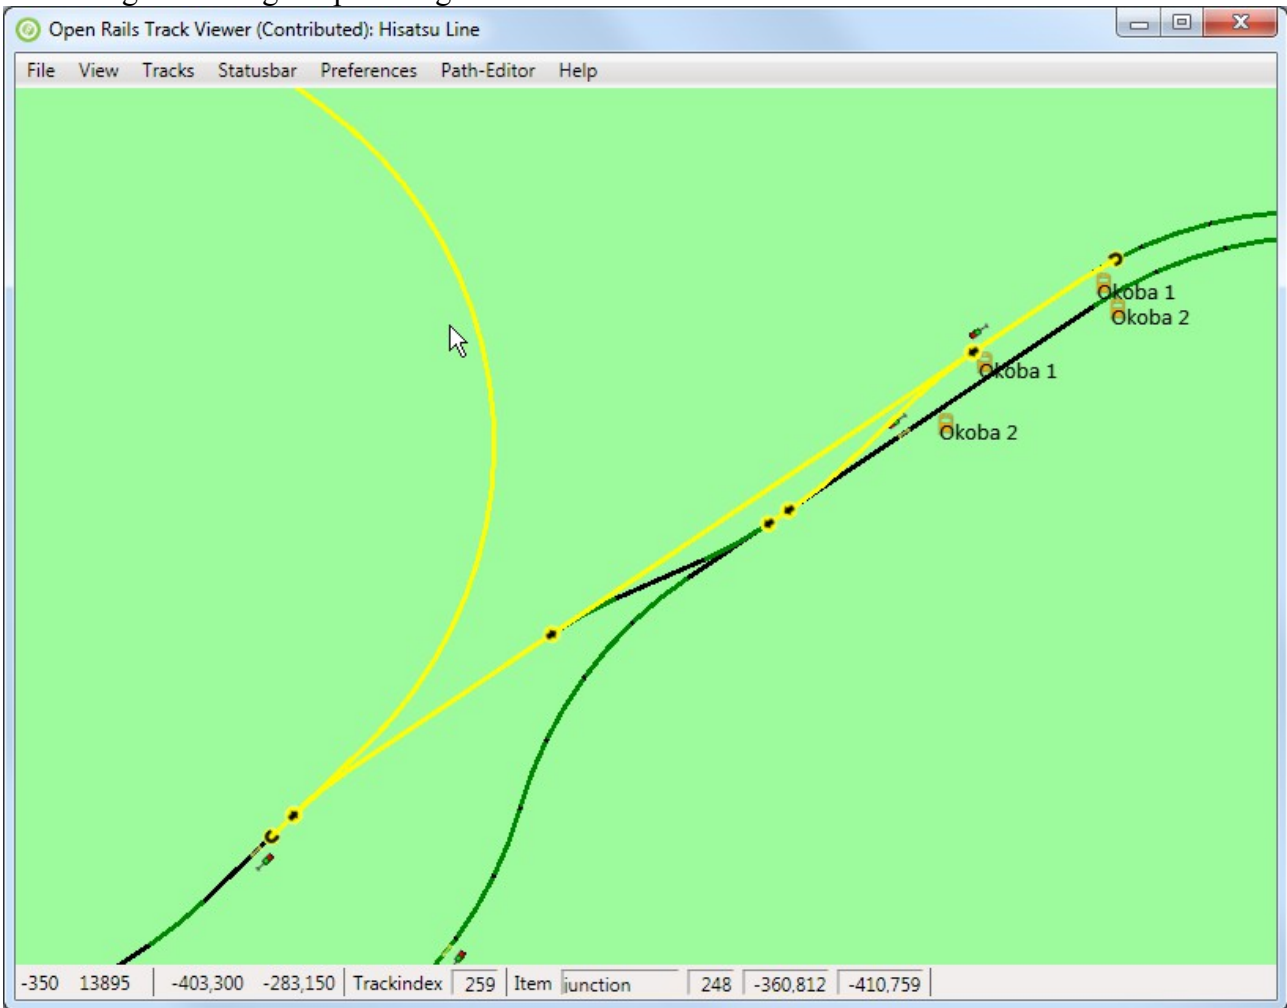 Open Rails Track Viewer (Contributed): Hisatsu Line
File View Tracks Statusbar Preferences Path-Editor Help
Okoba 1
Okoba 2
Okoba 1
Okoba 2
-350 13895 -403,300 -283,150 Trackindex 259 Item junction 248 -360,812 -410,759